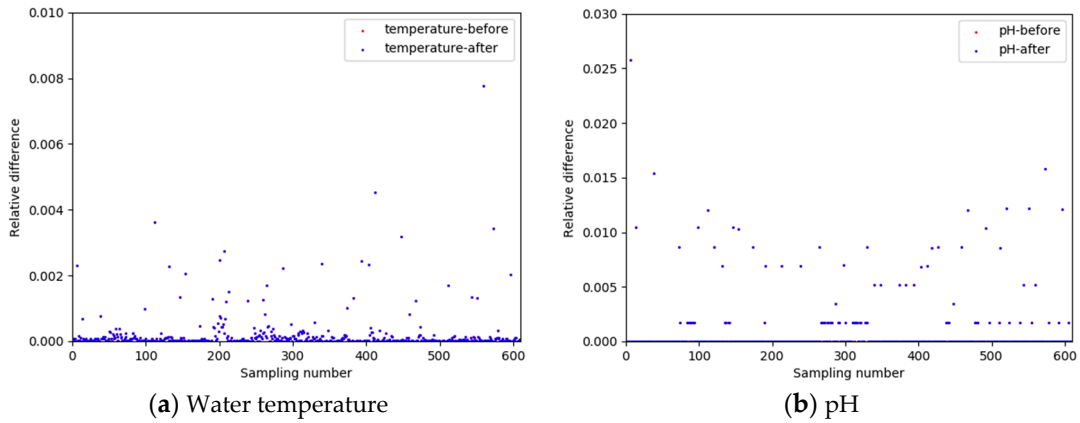 0.010
0.008
0.006
0.004
0.002
0.000
Relative difference
temperature-before
temperature-after
0
100
200
300
400
500
600
Sampling number
(a) Water temperature
0.030
0.025
0.020
0.015
0.010
0.005
0.000
Relative difference
pH-before
pH-after
0
100
200
300
400
500
600
Sampling number
(b) pH